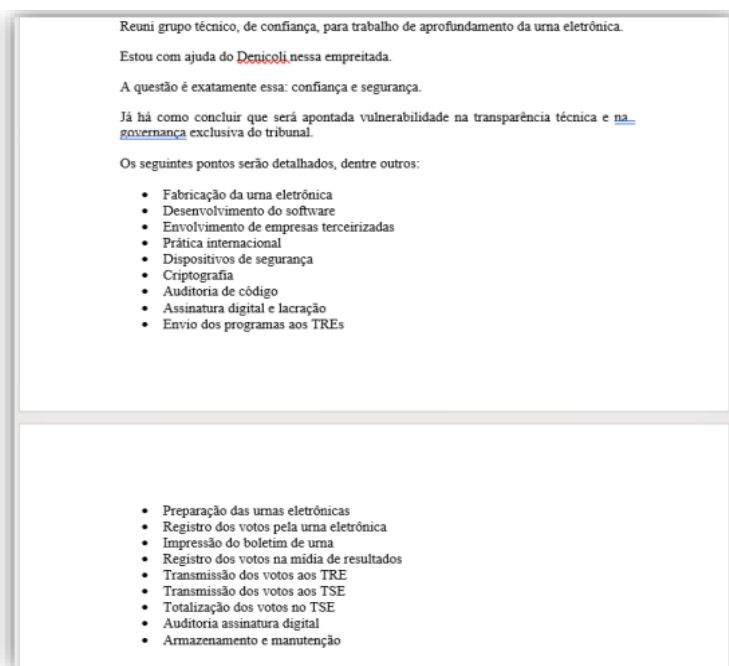 Reuni grupo técnico, de confiança, para trabalho de aprofundamento da urna eletrônica.
Estou com ajuda do Denicoli nessa empreitada.
A questão é exatamente essa: confiança e segurança.
Já há como concluir que será apontada vulnerabilidade na transparência técnica e na
governança exclusiva do tribunal.
Os seguintes pontos serão detalhados, dentre outros:
• Fabricação da urna eletrônica
• Desenvolvimento do software
• Envolvimento de empresas terceirizadas
• Prática internacional
• Dispositivos de segurança
• Criptografia
• Auditoria de código
• Assinatura digital e lacração
• Envio dos programas aos TREs
• Preparação das urnas eletrônicas
• Registro dos votos pela urna eletrônica
• Impressão do boletim de urna
• Registro dos votos na mídia de resultados
• Transmissão dos votos aos TRE
• Transmissão dos votos aos TSE
• Totalização dos votos no TSE
• Auditoria assinatura digital
• Armazenamento e manutenção